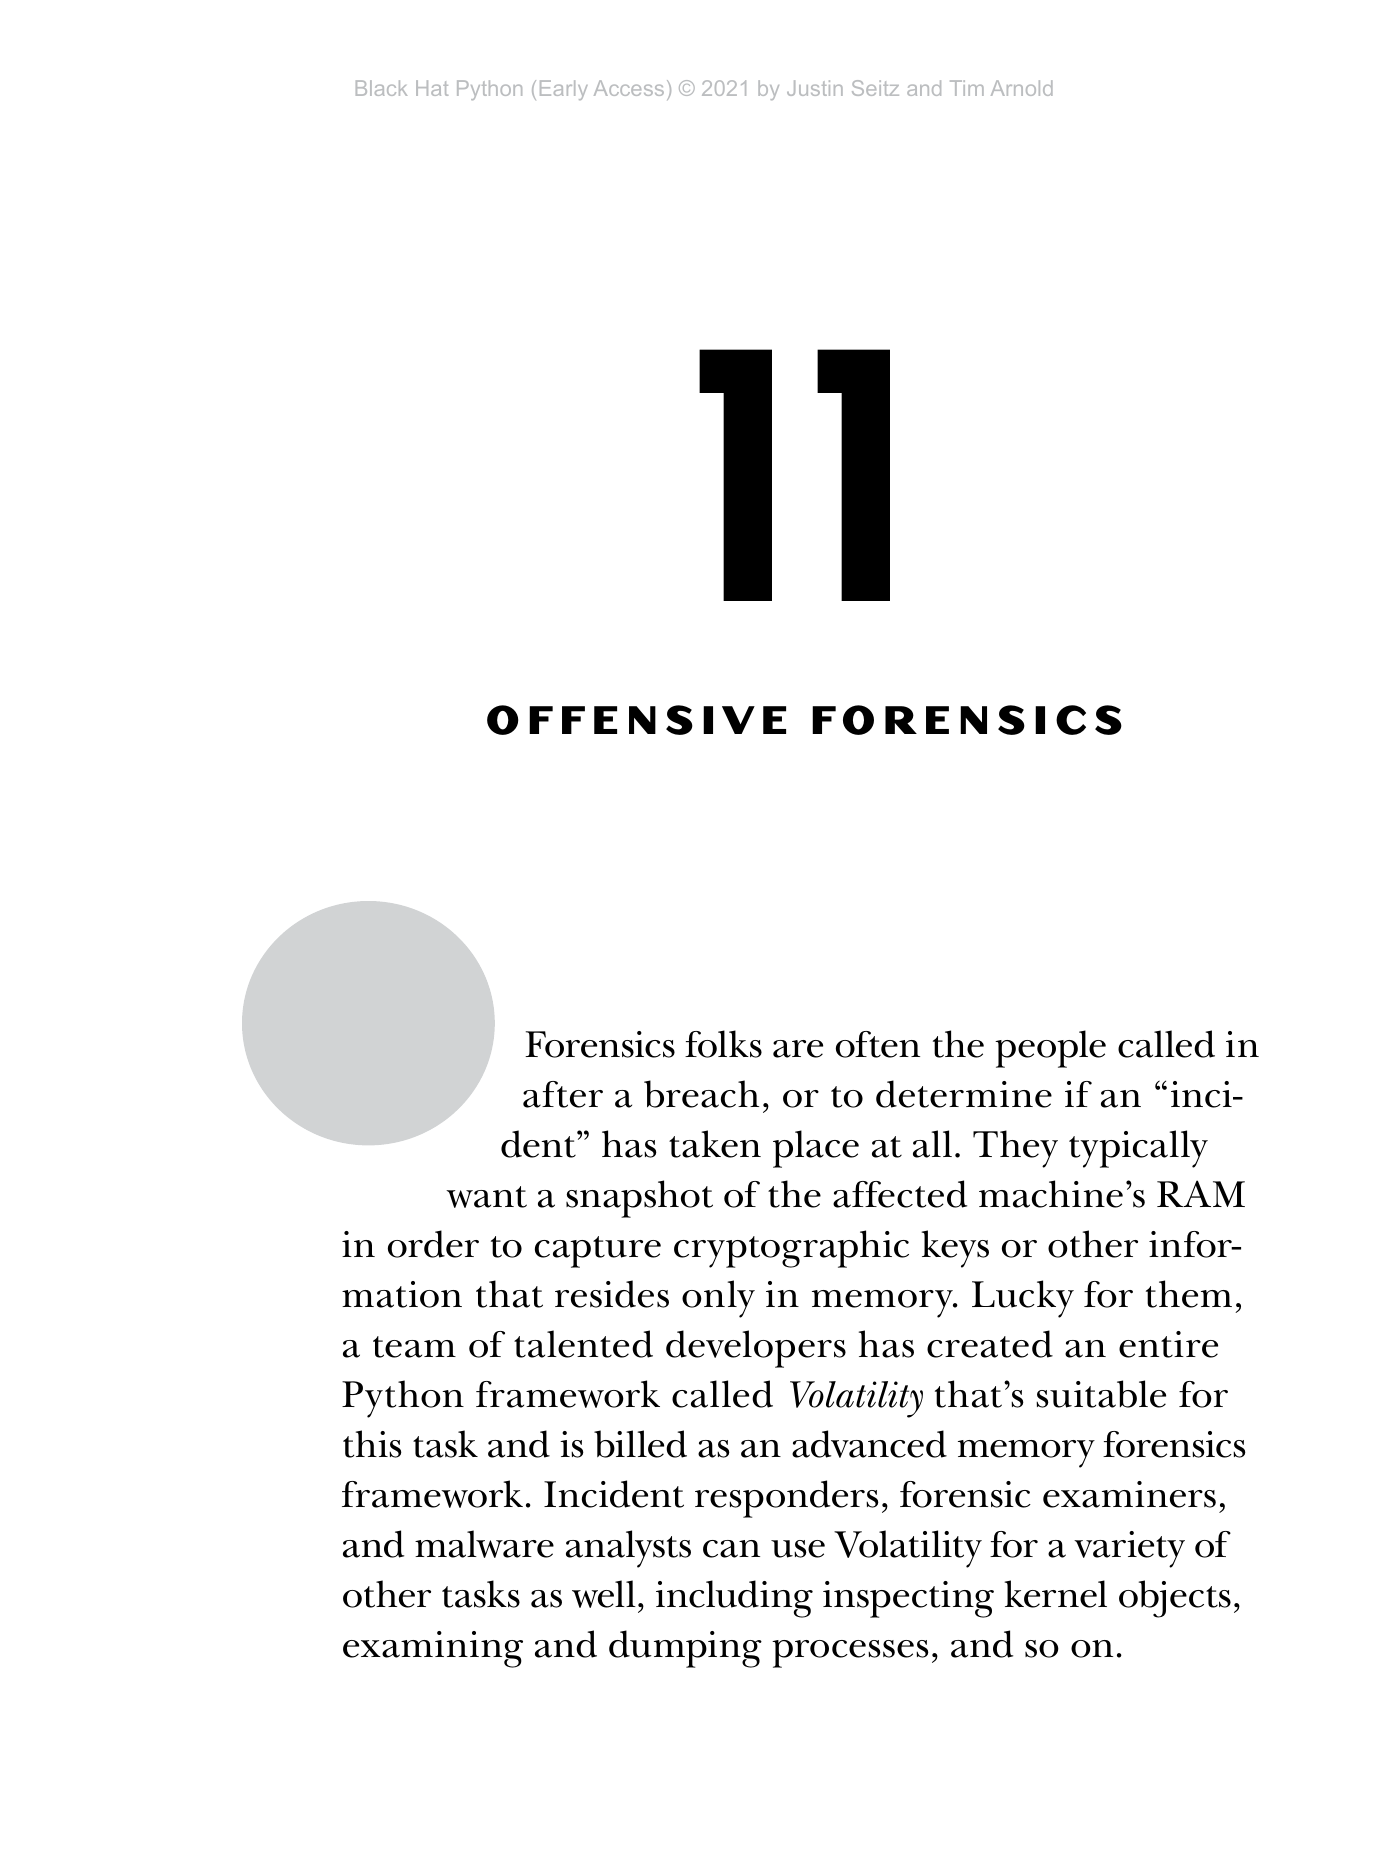 Black Hat Python (Early Access) © 2021 by Justin Seitz and Tim Arnold
11
OFFENSIVE FORENSICS
Forensics folks are often the people called in
after a breach, or to determine if an “inci-
dent” has taken place at all. They typically
want a snapshot of the affected machine’s RAM
in order to capture cryptographic keys or other infor-
mation that resides only in memory. Lucky for them,
a team of talented developers has created an entire
Python framework called Volatility that’s suitable for
this task and is billed as an advanced memory forensics
framework. Incident responders, forensic examiners,
and malware analysts can use Volatility for a variety of
other tasks as well, including inspecting kernel objects,
examining and dumping processes, and so on.